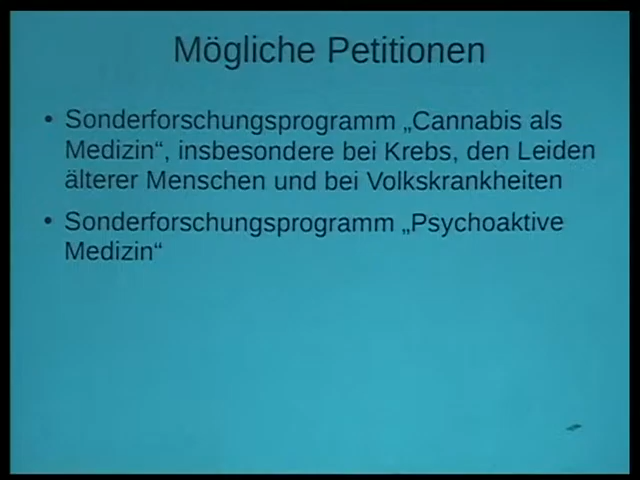 Mögliche Petitionen
• Sonderforschungsprogramm „Cannabis als
Medizin“, insbesondere bei Krebs, den Leiden
älterer Menschen und bei Volkskrankheiten
• Sonderforschungsprogramm „Psychoaktive
Medizin“